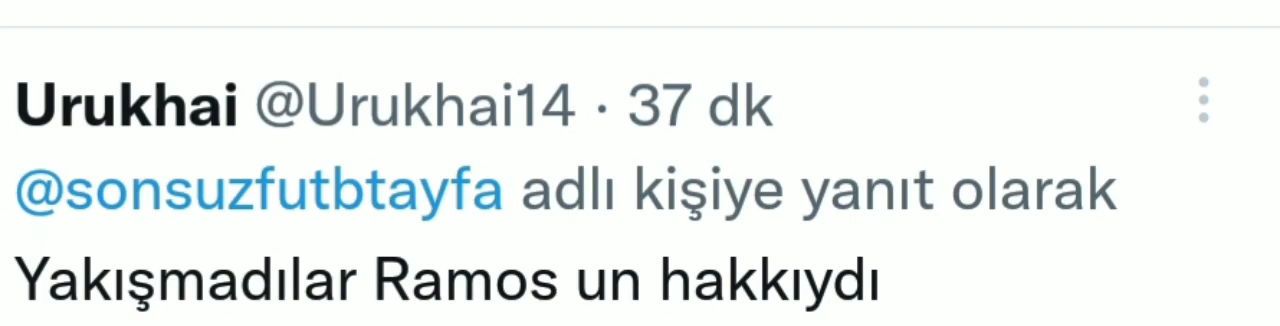 Urukhai @Urukhai14 · 37 dk
@sonsuzfutbtayfa adlı kişiye yanıt olarak
Yakışmadılar Ramos un hakkıydı